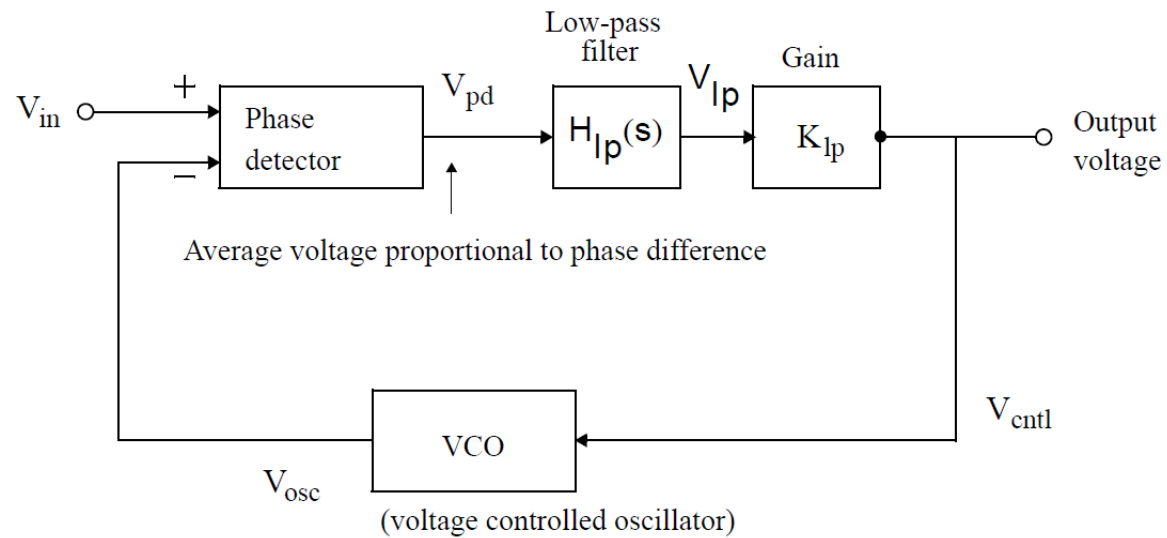 Low-pass
filter
Gain
V_in
+
−
Phase
detector
V_pd
H_lp(s)
V_lp
K_lp
Output
voltage
Average voltage proportional to phase difference
VCO
V_osc
V_cntl
(voltage controlled oscillator)